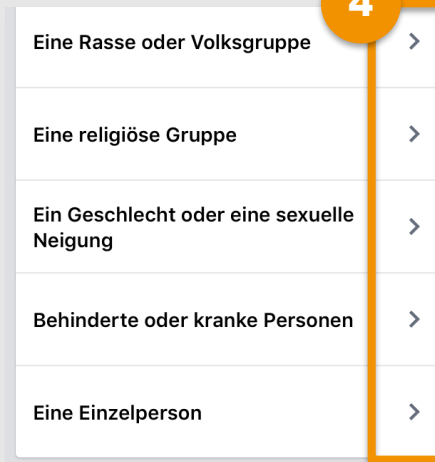 4
Eine Rasse oder Volksgruppe
Eine religiöse Gruppe
Ein Geschlecht oder eine sexuelle
Neigung
Behinderte oder kranke Personen
Eine Einzelperson